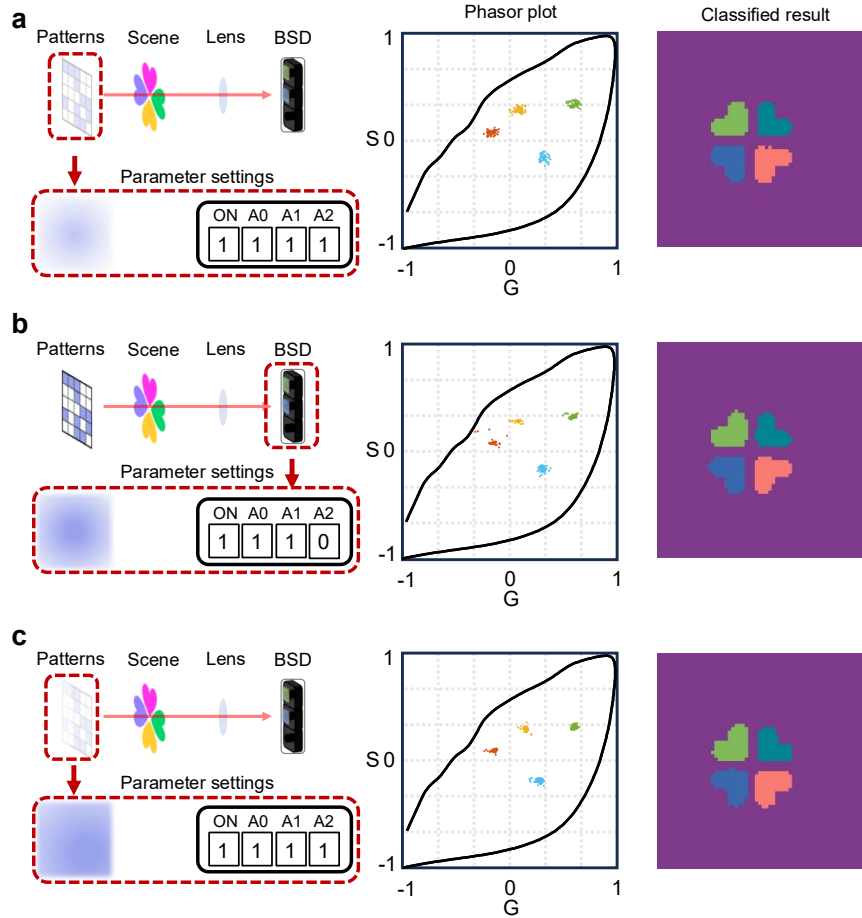 a
Patterns Scene Lens BSD
Parameter settings
ON A0 A1 A2
1 1 1 1
Phasor plot
1
S 0
-1
-1 0 1
G
Classified result
b
Patterns Scene Lens BSD
Parameter settings
ON A0 A1 A2
1 1 1 0
1
S 0
-1
-1 0 1
G
c
Patterns Scene Lens BSD
Parameter settings
ON A0 A1 A2
1 1 1 1
1
S 0
-1
-1 0 1
G